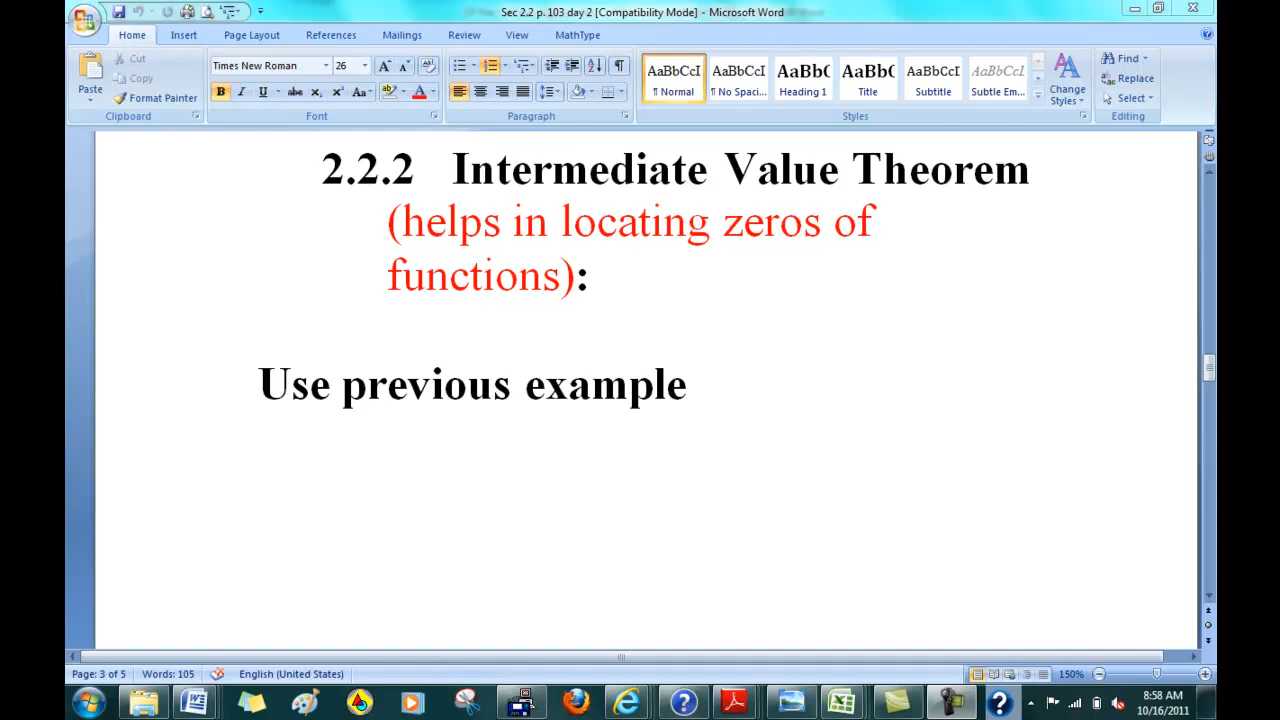 Sec 2.2 p.103 day 2 [Compatibility Mode] - Microsoft Word
Home Insert Page Layout References Mailings Review View MathType
Paste
Cut
Copy
Format Painter
Clipboard
Times New Roman 26
Font
Paragraph
AaBbCcI AaBbCcI AaBbC AaBbC AaBbCcI AaBbCcI
¶ Normal ¶ No Spaci... Heading 1 Title Subtitle Subtle Em...
Change
Styles
Styles
Find
Replace
Select
Editing
2.2.2 Intermediate Value Theorem
(helps in locating zeros of
functions):
Use previous example
Page: 3 of 5 Words: 105 English (United States) 150%
8:58 AM
10/16/2011